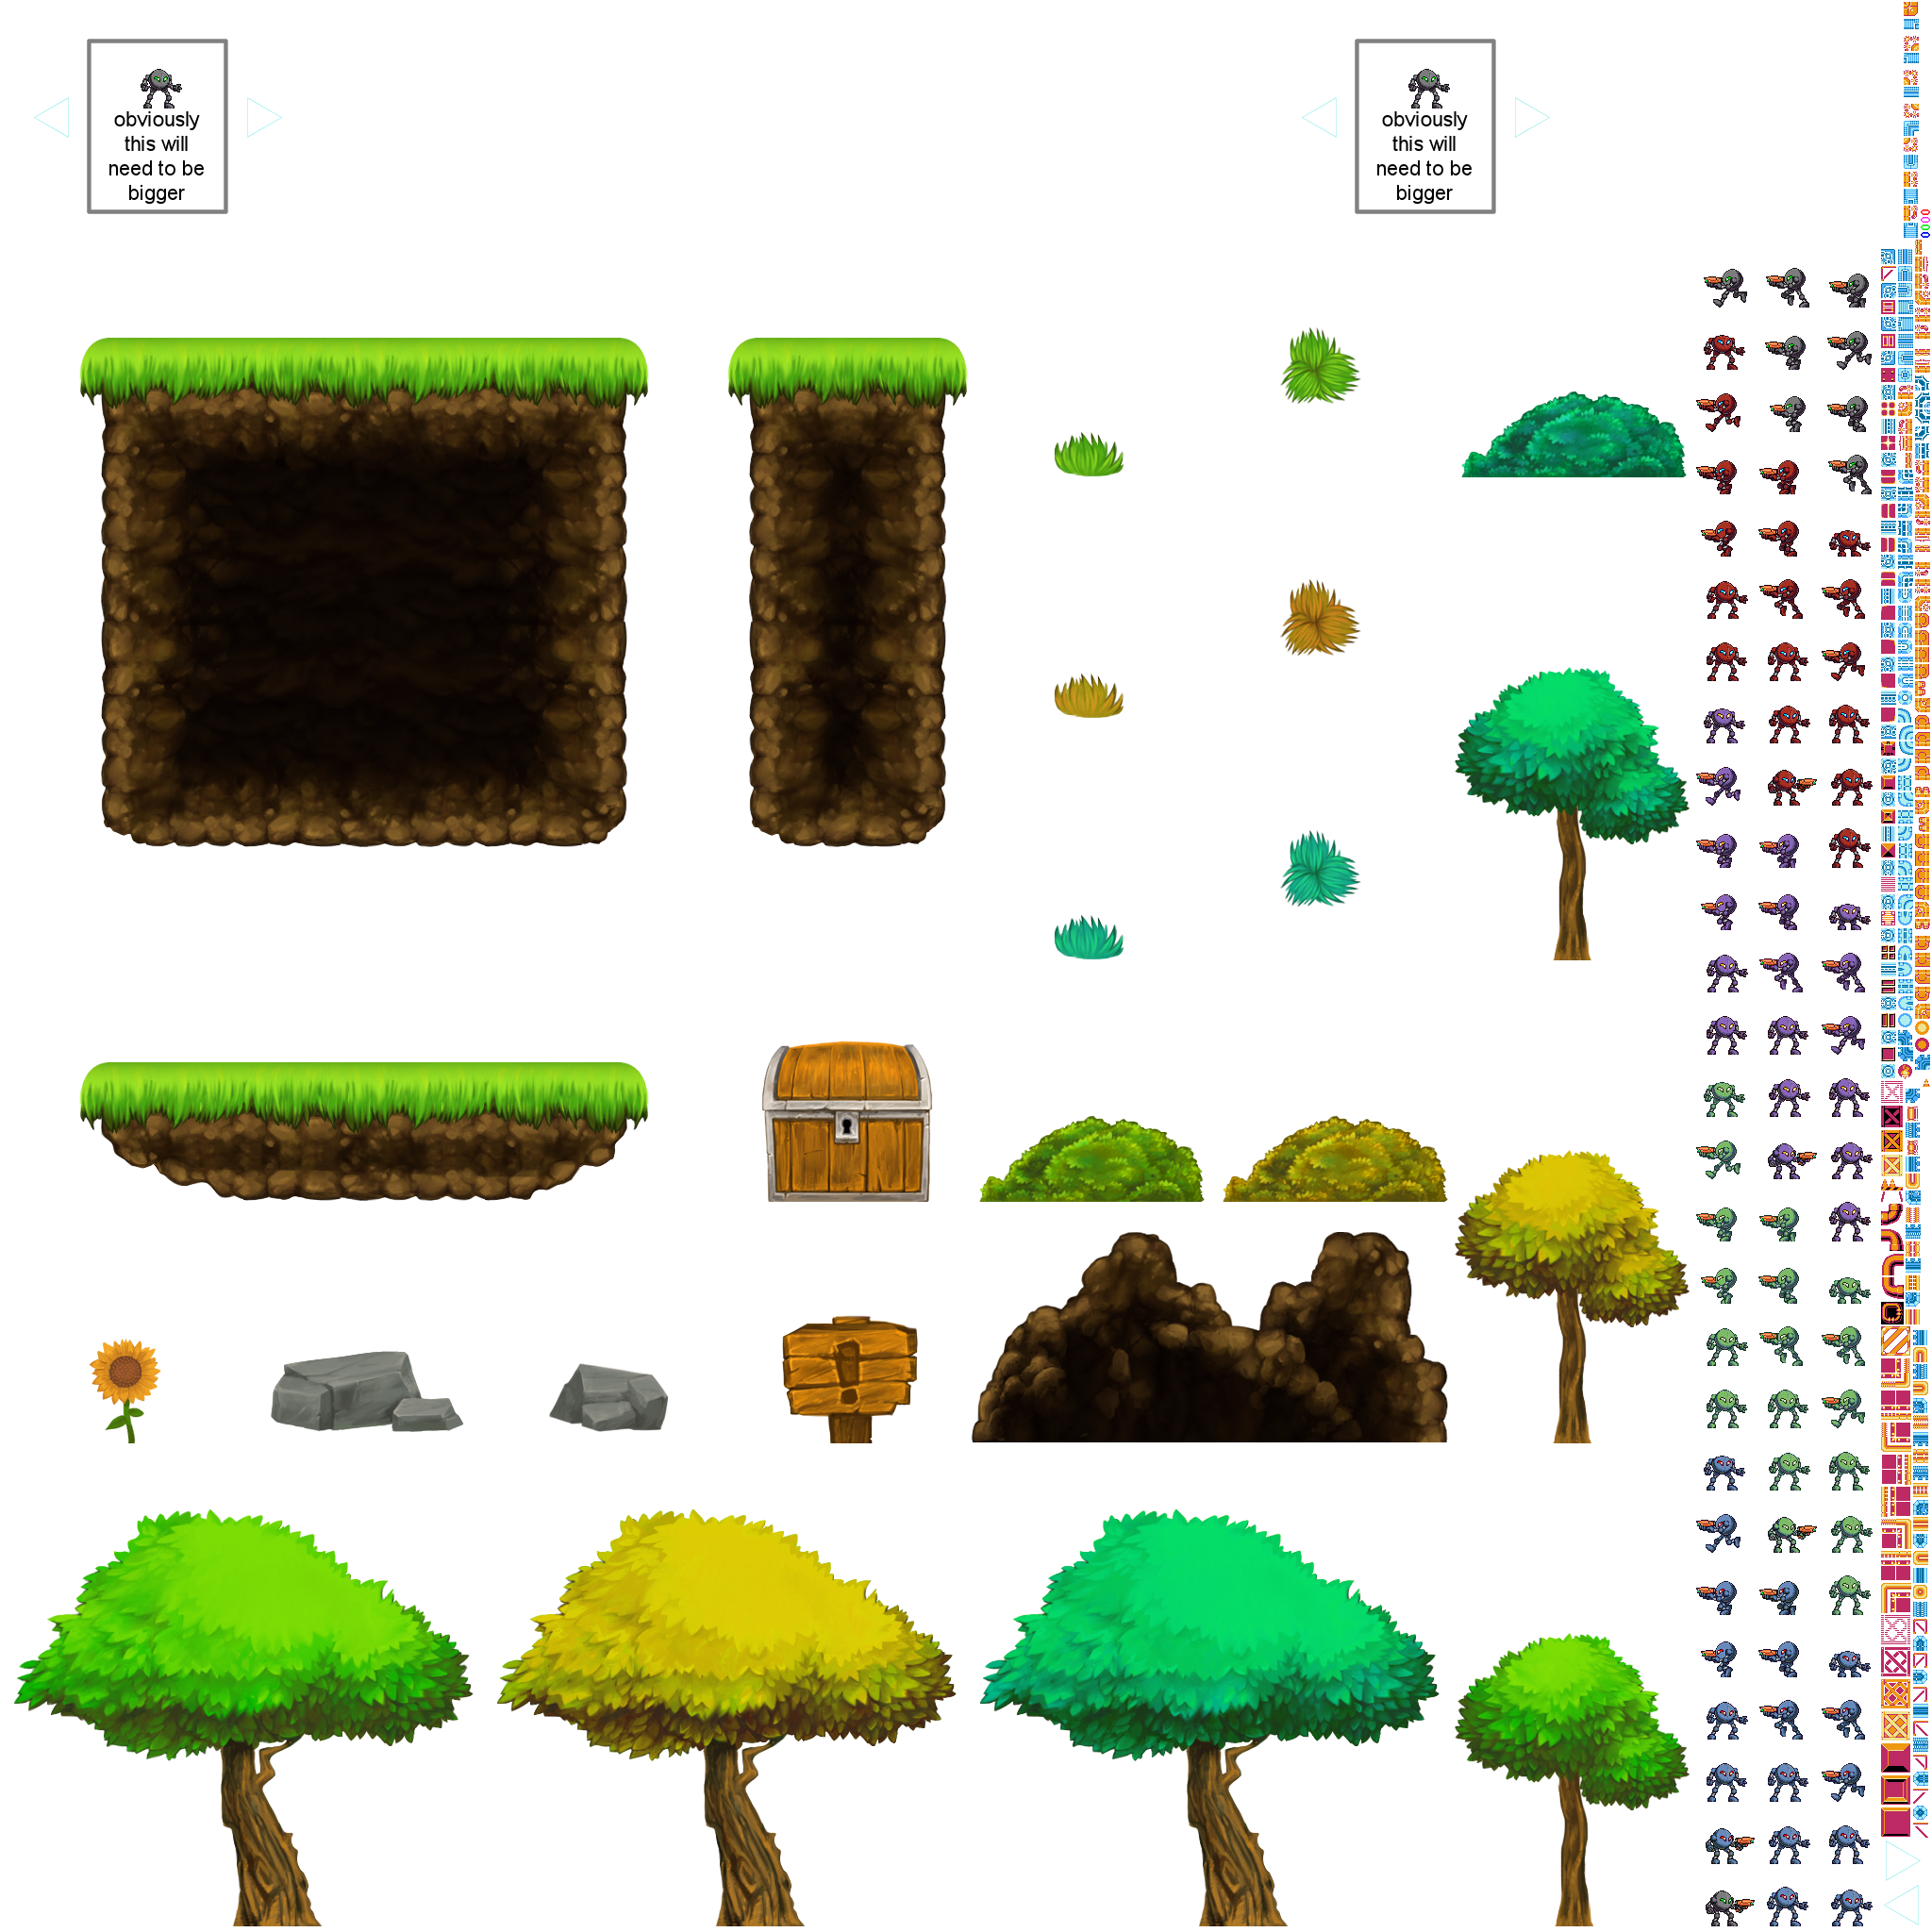 obviously
this will
need to be
bigger
obviously
this will
need to be
bigger